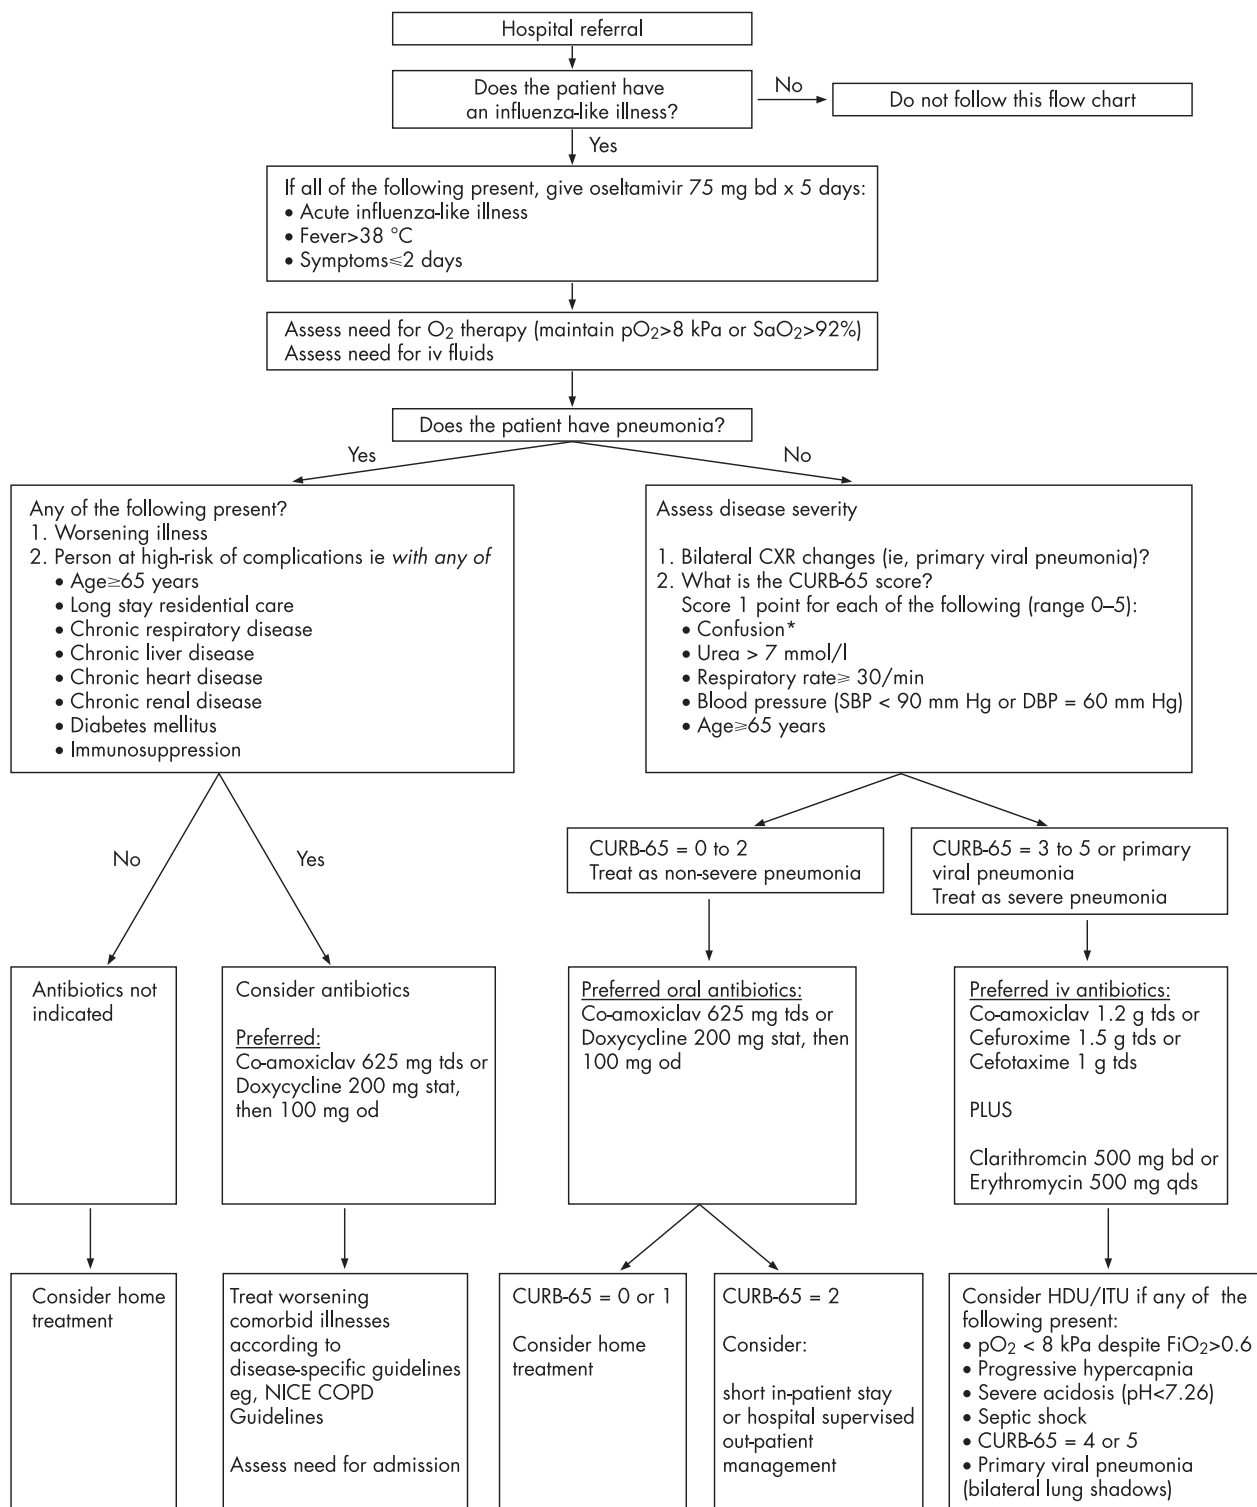 Hospital referral
Does the patient have
an influenza-like illness?
No
Do not follow this flow chart
Yes
If all of the following present, give oseltamivir 75 mg bd x 5 days:
• Acute influenza-like illness
• Fever>38 °C
• Symptoms≤2 days
Assess need for O2 therapy (maintain pO2>8 kPa or SaO2>92%)
Assess need for iv fluids
Does the patient have pneumonia?
Yes
No
Any of the following present?
1. Worsening illness
2. Person at high-risk of complications ie with any of
• Age≥65 years
• Long stay residential care
• Chronic respiratory disease
• Chronic liver disease
• Chronic heart disease
• Chronic renal disease
• Diabetes mellitus
• Immunosuppression
Assess disease severity
1. Bilateral CXR changes (ie, primary viral pneumonia)?
2. What is the CURB-65 score?
Score 1 point for each of the following (range 0–5):
• Confusion*
• Urea > 7 mmol/l
• Respiratory rate≥ 30/min
• Blood pressure (SBP < 90 mm Hg or DBP = 60 mm Hg)
• Age≥65 years
No
Yes
CURB-65 = 0 to 2
Treat as non-severe pneumonia
CURB-65 = 3 to 5 or primary
viral pneumonia
Treat as severe pneumonia
Antibiotics not
indicated
Consider antibiotics
Preferred:
Co-amoxiclav 625 mg tds or
Doxycycline 200 mg stat,
then 100 mg od
Preferred oral antibiotics:
Co-amoxiclav 625 mg tds or
Doxycycline 200 mg stat, then
100 mg od
Preferred iv antibiotics:
Co-amoxiclav 1.2 g tds or
Cefuroxime 1.5 g tds or
Cefotaxime 1 g tds
PLUS
Clarithromcin 500 mg bd or
Erythromycin 500 mg qds
Consider home
treatment
Treat worsening
comorbid illnesses
according to
disease-specific guidelines
eg, NICE COPD
Guidelines
Assess need for admission
CURB-65 = 0 or 1
Consider home
treatment
CURB-65 = 2
Consider:
short in-patient stay
or hospital supervised
out-patient
management
Consider HDU/ITU if any of the
following present:
• pO2 < 8 kPa despite FiO2>0.6
• Progressive hypercapnia
• Severe acidosis (pH<7.26)
• Septic shock
• CURB-65 = 4 or 5
• Primary viral pneumonia
(bilateral lung shadows)